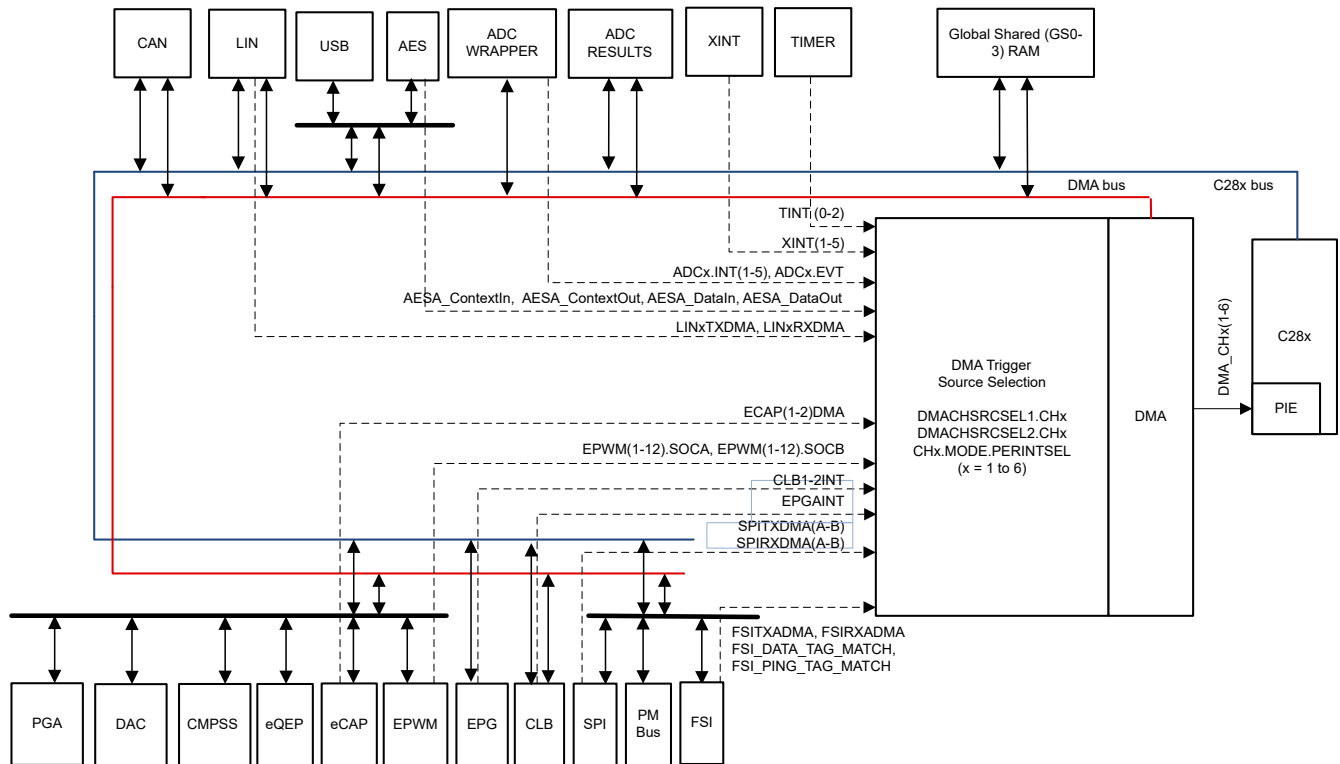 CAN
LIN
USB
AES
ADC
WRAPPER
ADC
RESULTS
XINT
TIMER
Global Shared (GS0-
3) RAM
DMA bus
C28x bus
TINT (0-2)
XINT(1-5)
ADCx.INT(1-5), ADCx.EVT
AESA_ContextIn, AESA_ContextOut, AESA_DataIn, AESA_DataOut
LINxTXDMA, LINxRXDMA
DMA Trigger
Source Selection
DMACHSRCSEL1.CHx
DMACHSRCSEL2.CHx
CHx.MODE.PERINTSEL
(x = 1 to 6)
DMA
DMA_CHx(1-6)
C28x
PIE
ECAP(1-2)DMA
EPWM(1-12).SOCA, EPWM(1-12).SOCB
CLB1-2INT
EPGAINT
SPITXDMA(A-B)
SPIRXDMA(A-B)
FSITXADMA, FSIRXADMA
FSI_DATA_TAG_MATCH,
FSI_PING_TAG_MATCH
PGA
DAC
CMPSS
eQEP
eCAP
EPWM
EPG
CLB
SPI
PM
Bus
FSI